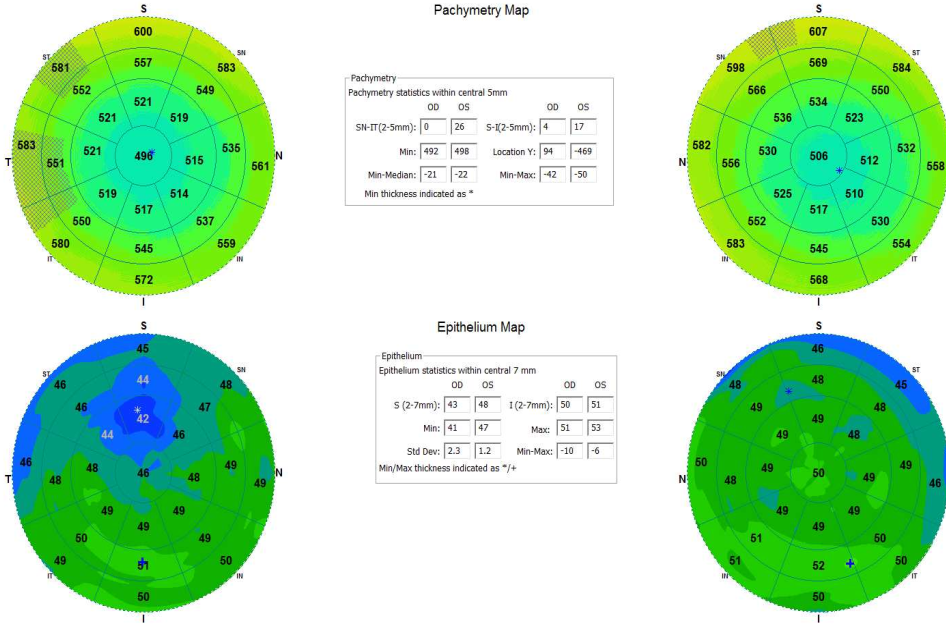 Pachymetry Map
S
600
ST
SN
581
583
557
552
549
521
521
519
T
583
551
521
496*
515
535
561
N
519
514
517
550
537
580
545
559
IT
IN
572
I
Pachymetry
Pachymetry statistics within central 5mm
OD OS OD OS
SN-IT(2-5mm): 0 26 S-I(2-5mm): 4 17
Min: 492 498 Location Y: 94 -469
Min-Median: -21 -22 Min-Max: -42 -50
Min thickness indicated as *
S
607
SN
ST
598
584
569
566
550
534
536
523
N
582
556
530
506
*
512
532
558
525
510
517
552
530
583
545
554
IN
IT
568
I
Epithelium Map
S
45
ST
SN
46
48
44
46
47
*
42
44
46
T
46
48
48
46
49
49
49
N
49
49
49
49
50
+
49
51
50
IT
IN
50
I
Epithelium
Epithelium statistics within central 7 mm
OD OS OD OS
S (2-7mm): 43 48 I (2-7mm): 50 51
Min: 41 47 Max: 51 53
Std Dev: 2.3 1.2 Min-Max: -10 -6
Min/Max thickness indicated as */+
S
46
SN
ST
48
45
48
*
49
48
49
49
48
N
50
49
49
50
49
48
46
49
49
49
51
50
+
51
52
50
IN
IT
50
I